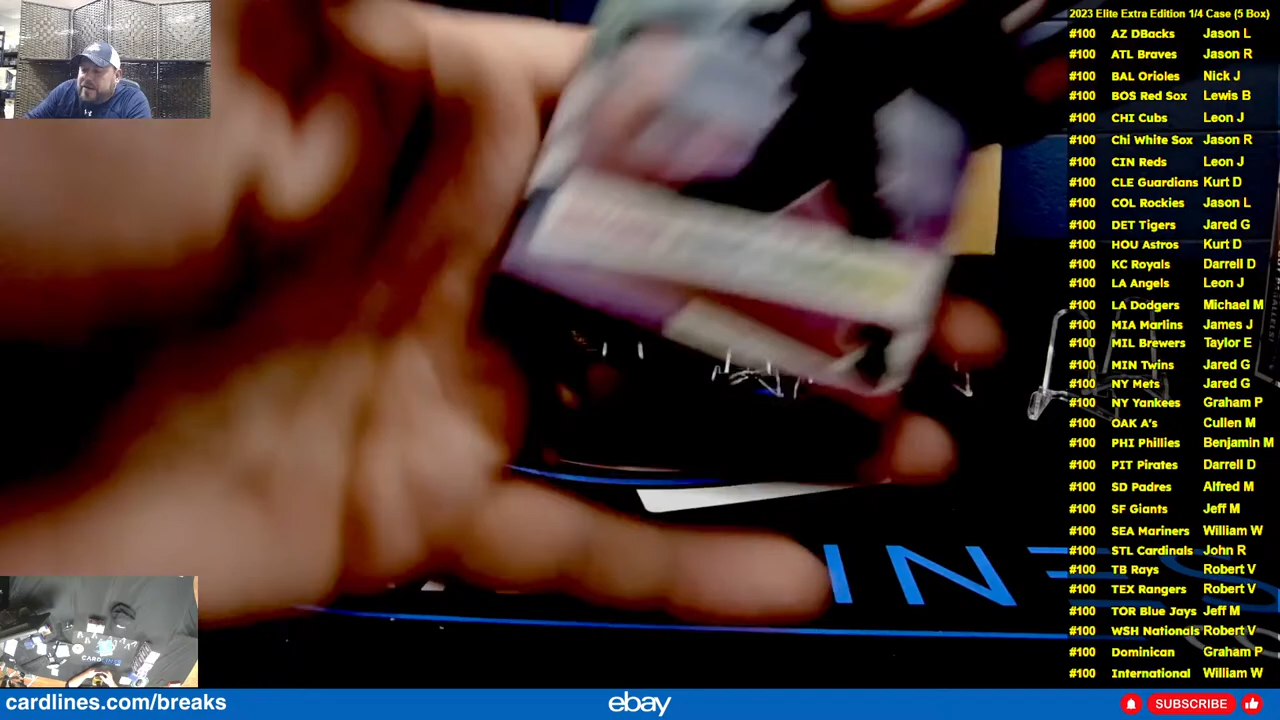 2023 Elite Extra Edition 1/4 Case (5 Box)
#100 AZ DBacks Jason L
#100 ATL Braves Jason R
#100 BAL Orioles Nick J
#100 BOS Red Sox Lewis B
#100 CHI Cubs Leon J
#100 Chi White Sox Jason R
#100 CIN Reds Leon J
#100 CLE Guardians Kurt D
#100 COL Rockies Jason L
#100 DET Tigers Jared G
#100 HOU Astros Kurt D
#100 KC Royals Darrell D
#100 LA Angels Leon J
#100 LA Dodgers Michael M
#100 MIA Marlins James J
#100 MIL Brewers Taylor E
#100 MIN Twins Jared G
#100 NY Mets Jared G
#100 NY Yankees Graham P
#100 OAK A's Cullen M
#100 PHI Phillies Benjamin M
#100 PIT Pirates Darrell D
#100 SD Padres Alfred M
#100 SF Giants Jeff M
#100 SEA Mariners William W
#100 STL Cardinals John R
#100 TB Rays Robert V
#100 TEX Rangers Robert V
#100 TOR Blue Jays Jeff M
#100 WSH Nationals Robert V
#100 Dominican Graham P
#100 International William W
INES
CARDLINES
cardlines.com/breaks
ebay
SUBSCRIBE